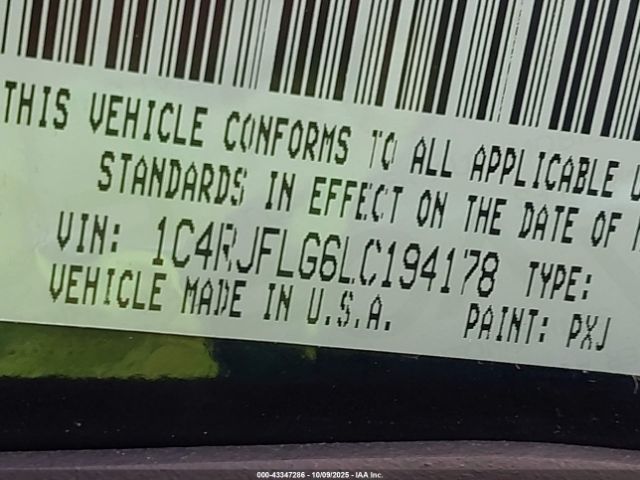 THIS VEHICLE CONFORMS TO ALL APPLICABLE
STANDARDS IN EFFECT ON THE DATE OF
VIN: 1C4RJFLG6LC194178 TYPE:
VEHICLE MADE IN U.S.A. PAINT: PXJ
000-43347286 - 10/09/2025 - IAA Inc.